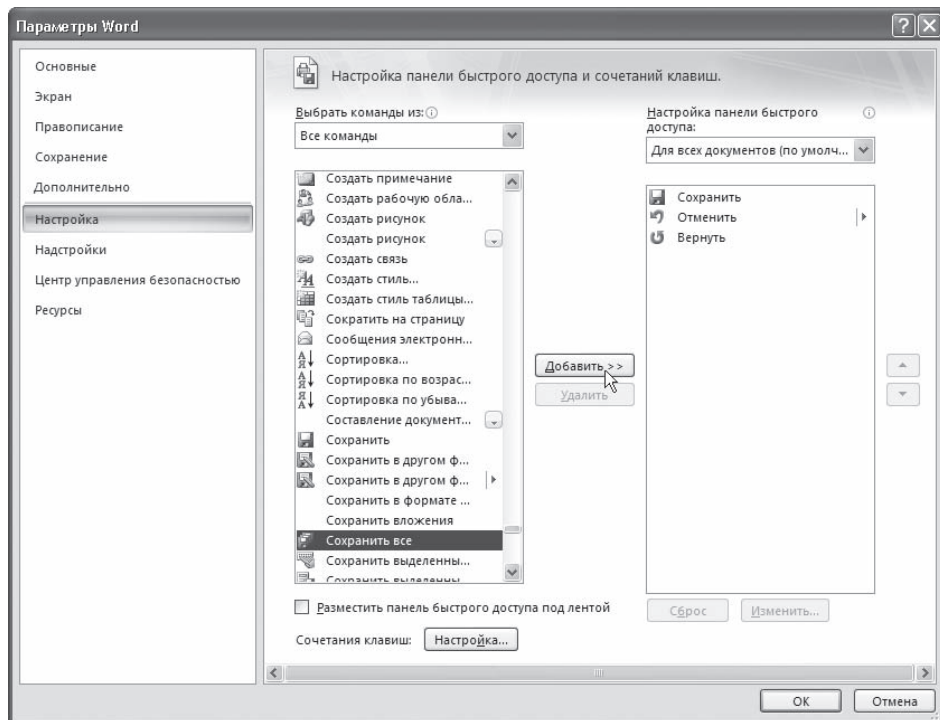 Параметры Word
Основные
Экран
Правописание
Сохранение
Дополнительно
Настройка
Надстройки
Центр управления безопасностью
Ресурсы
Настройка панели быстрого доступа и сочетаний клавиш.
Выбрать команды из:
Все команды
Создать примечание
Создать рабочую обла...
Создать рисунок
Создать рисунок
Создать связь
Создать стиль...
Создать стиль таблицы...
Сократить на страницу
Сообщения электронн...
Сортировка...
Сортировка по возрас...
Сортировка по убыва...
Составление документ...
Сохранить
Сохранить в другом ф...
Сохранить в другом ф...
Сохранить в формате ...
Сохранить вложения
Сохранить все
Сохранить выделенны...
Сохранить выделенны...
Разместить панель быстрого доступа под лентой
Сочетания клавиш:
Настройка...
Добавить >>
Удалить
Настройка панели быстрого
доступа:
Для всех документов (по умолч...
Сохранить
Отменить
Вернуть
Сброс
Изменить...
ОК
Отмена